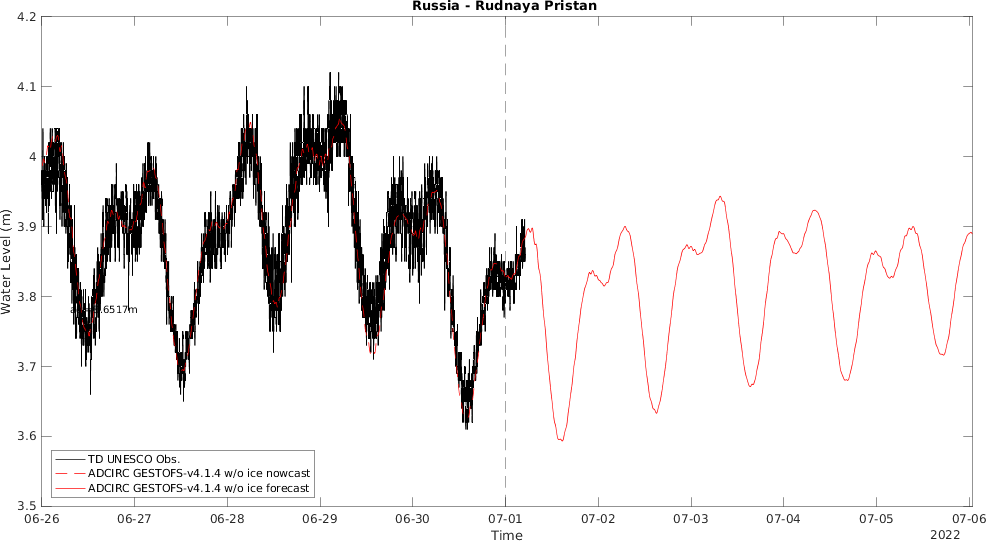 Russia - Rudnaya Pristan
Water Level (m)
4.2
4.1
4
3.9
3.8
3.7
3.6
3.5
TD UNESCO Obs.
ADCIRC GESTOFS-v4.1.4 w/o ice nowcast
ADCIRC GESTOFS-v4.1.4 w/o ice forecast
06-26 06-27 06-28 06-29 06-30 07-01 07-02 07-03 07-04 07-05 07-06
Time
2022